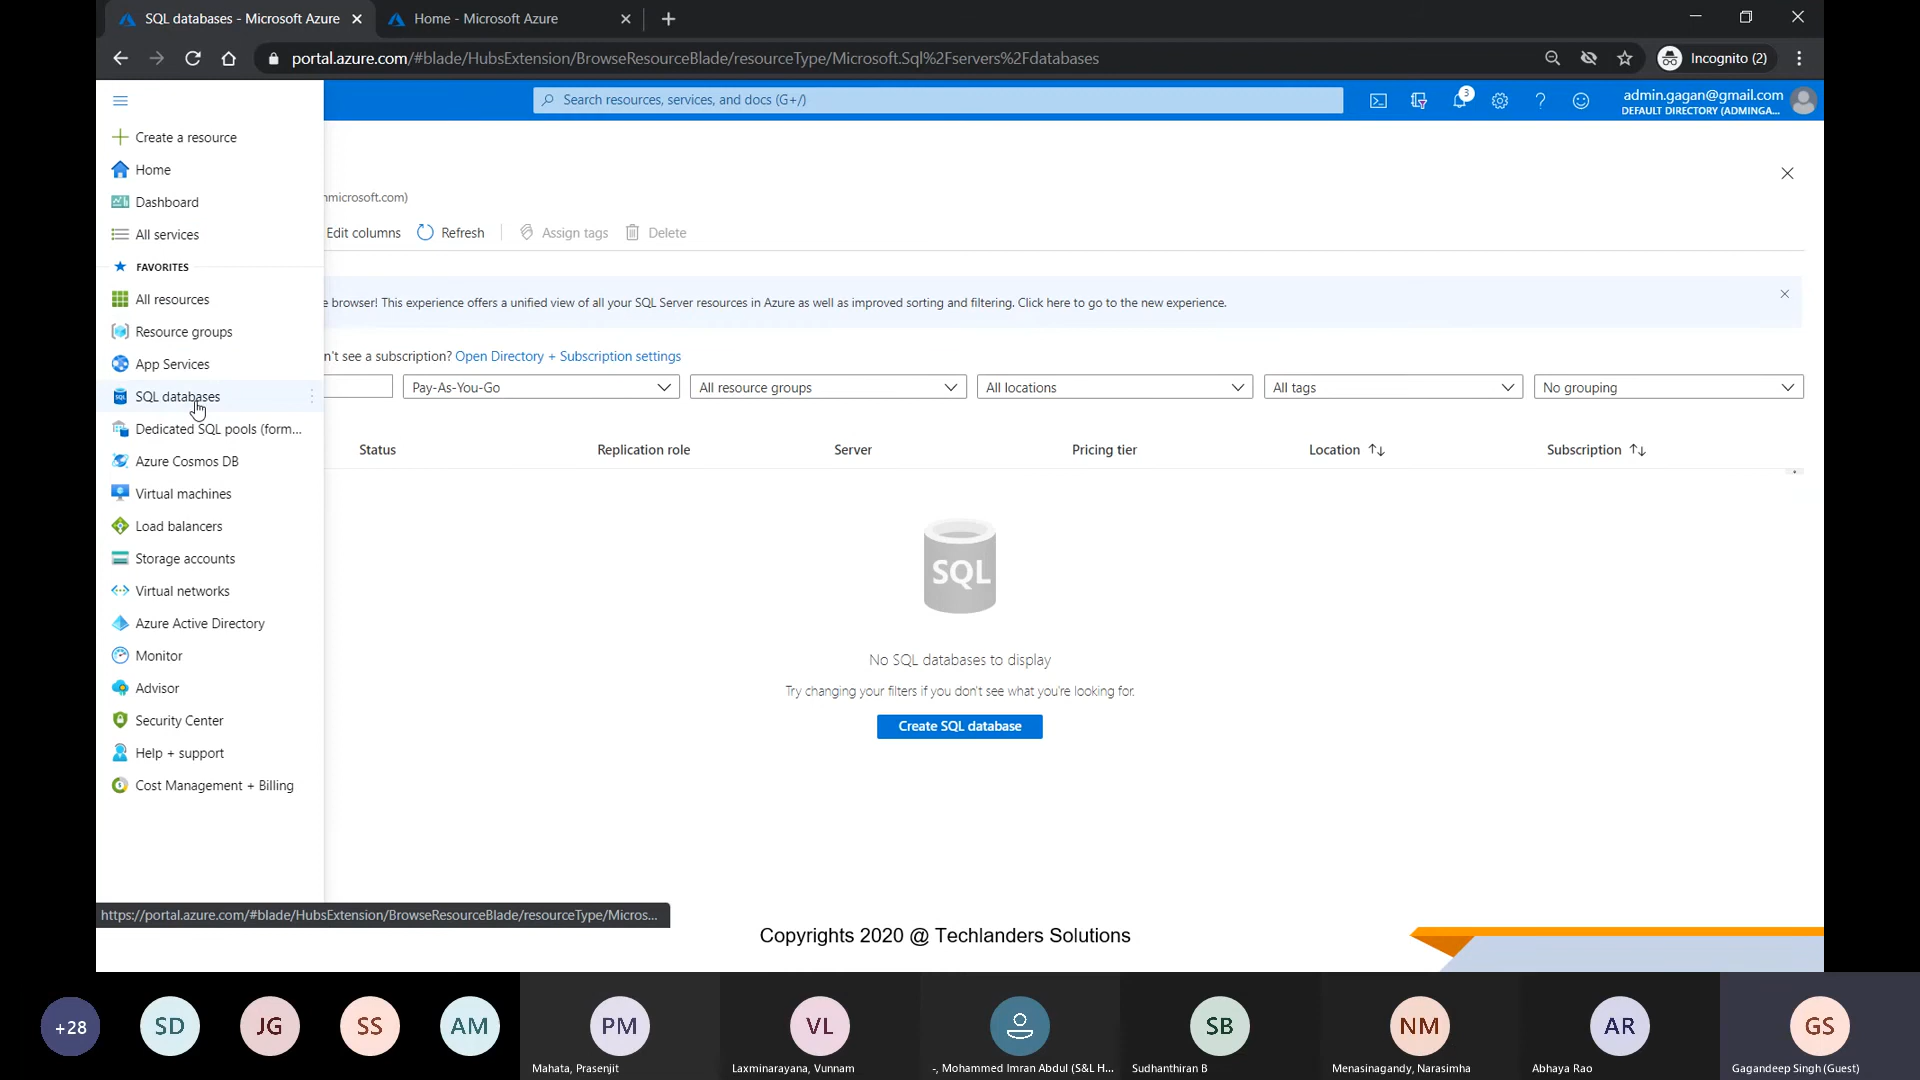 SQL databases - Microsoft Azure
Home - Microsoft Azure
portal.azure.com/#blade/HubsExtension/BrowseResourceBlade/resourceType/Microsoft.Sql%2Fservers%2Fdatabases
Incognito (2)
Search resources, services, and docs (G+/)
3
admin.gagan@gmail.com
DEFAULT DIRECTORY (ADMINGA...
Create a resource
Home
Dashboard
All services
FAVORITES
All resources
Resource groups
App Services
SQL databases
Dedicated SQL pools (form...
Azure Cosmos DB
Virtual machines
Load balancers
Storage accounts
Virtual networks
Azure Active Directory
Monitor
Advisor
Security Center
Help + support
Cost Management + Billing
nmicrosoft.com)
Edit columns
Refresh
Assign tags
Delete
e browser! This experience offers a unified view of all your SQL Server resources in Azure as well as improved sorting and filtering. Click here to go to the new experience.
n't see a subscription? Open Directory + Subscription settings
Pay-As-You-Go
All resource groups
All locations
All tags
No grouping
Status
Replication role
Server
Pricing tier
Location
Subscription
SQL
No SQL databases to display
Try changing your filters if you don't see what you're looking for.
Create SQL database
https://portal.azure.com/#blade/HubsExtension/BrowseResourceBlade/resourceType/Micros...
Copyrights 2020 @ Techlanders Solutions
+28
SD
JG
SS
AM
PM
VL
SB
NM
AR
GS
Mahata, Prasenjit
Laxminarayana, Vunnam
-, Mohammed Imran Abdul (S&L H...
Sudhanthiran B
Menasinagandy, Narasimha
Abhaya Rao
Gagandeep Singh (Guest)